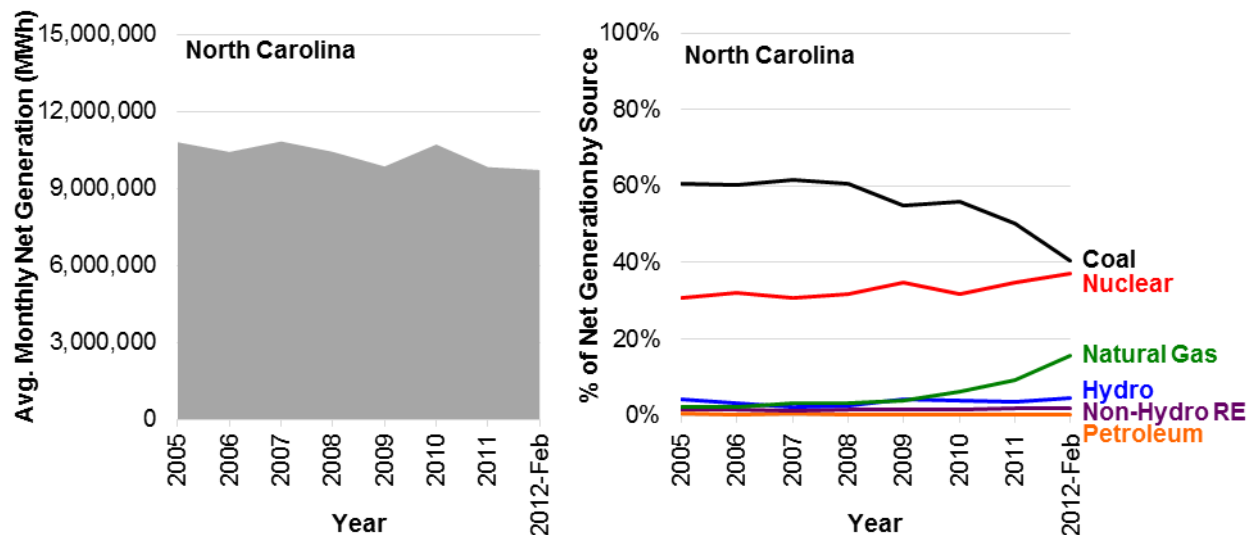 Avg. Monthly Net Generation (MWh)
15,000,000
12,000,000
9,000,000
6,000,000
3,000,000
0
North Carolina
2005
2006
2007
2008
2009
2010
2011
2012-Feb
Year
% of Net Generation by Source
100%
80%
60%
40%
20%
0%
North Carolina
Coal
Nuclear
Natural Gas
Hydro
Non-Hydro RE
Petroleum
2005
2006
2007
2008
2009
2010
2011
2012-Feb
Year